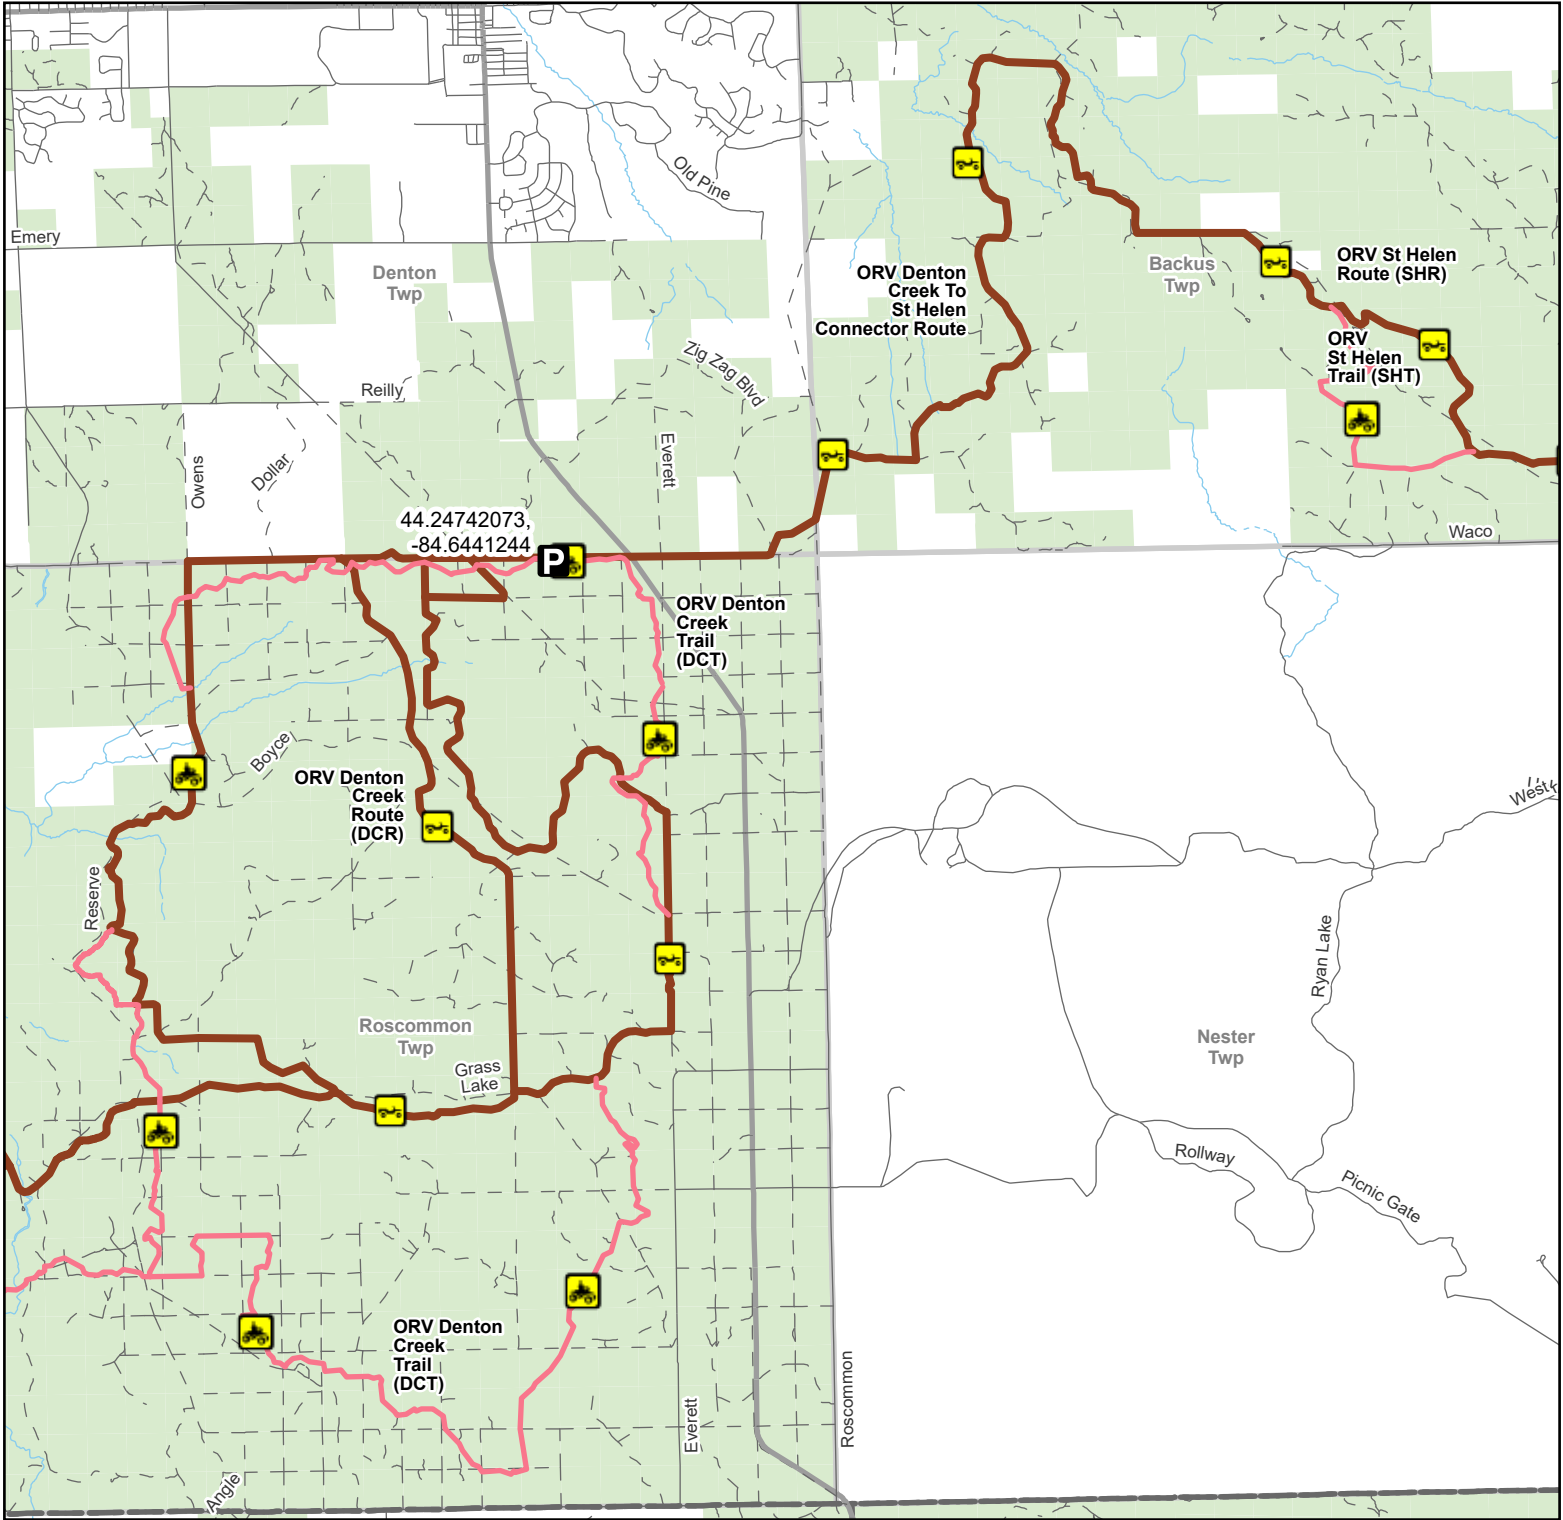 Old Pine
Emery
Denton
Twp
ORV Denton
Creek To
St Helen
Connector Route
Backus
Twp
ORV St Helen
Route (SHR)
ORV
St Helen
Trail (SHT)
Zig Zag Blvd
Reilly
Owens
Dollar
Everett
44.24742073,
-84.6441244
P
Waco
ORV Denton
Creek
Trail
(DCT)
Boyce
ORV Denton
Creek
Route
(DCR)
Reserve
Roscommon
Twp
Grass
Lake
Ryan Lake
Nester
Twp
Rollway
Picnic Gate
ORV Denton
Creek
Trail
(DCT)
Everett
Roscommon
Angle